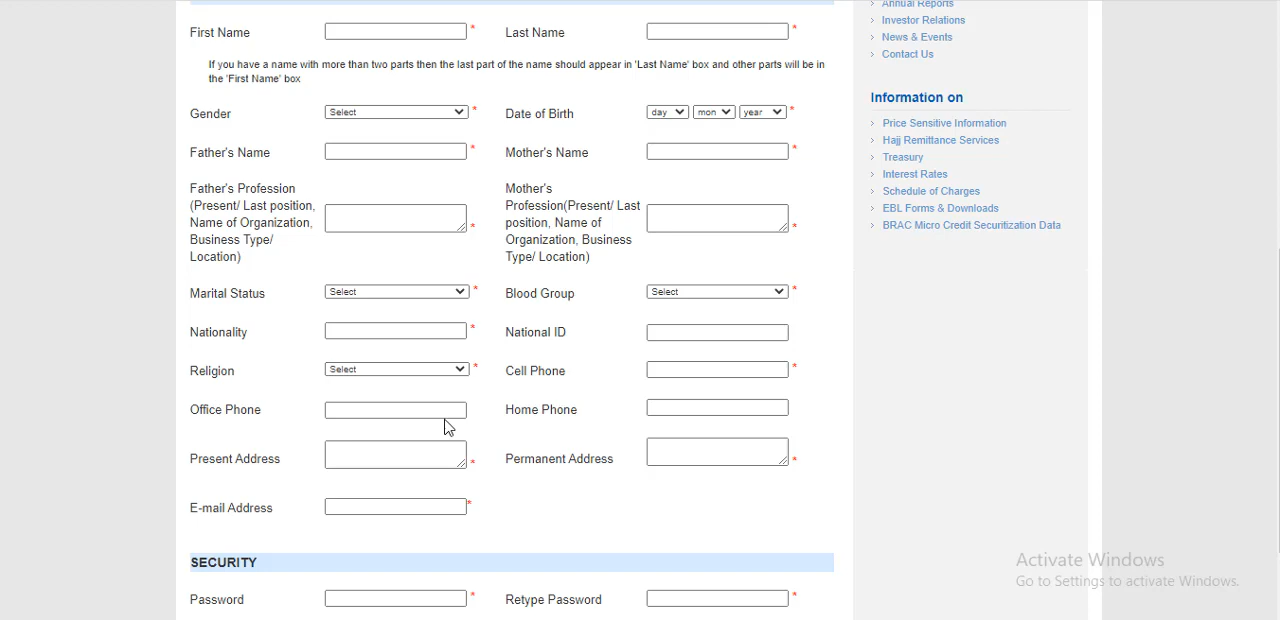 Annual Reports
Investor Relations
News & Events
Contact Us
Information on
Price Sensitive Information
Hajj Remittance Services
Treasury
Interest Rates
Schedule of Charges
EBL Forms & Downloads
BRAC Micro Credit Securitization Data
First Name * Last Name *
If you have a name with more than two parts then the last part of the name should appear in 'Last Name' box and other parts will be in
the 'First Name' box
Gender Select * Date of Birth day mon year *
Father's Name * Mother's Name *
Father's Profession
(Present/ Last position,
Name of Organization,
Business Type/
Location) *
Mother's
Profession(Present/ Last
position, Name of
Organization, Business
Type/ Location) *
Marital Status Select * Blood Group Select *
Nationality * National ID
Religion Select * Cell Phone *
Office Phone Home Phone
Present Address * Permanent Address *
E-mail Address *
SECURITY
Password * Retype Password *
Activate Windows
Go to Settings to activate Windows.